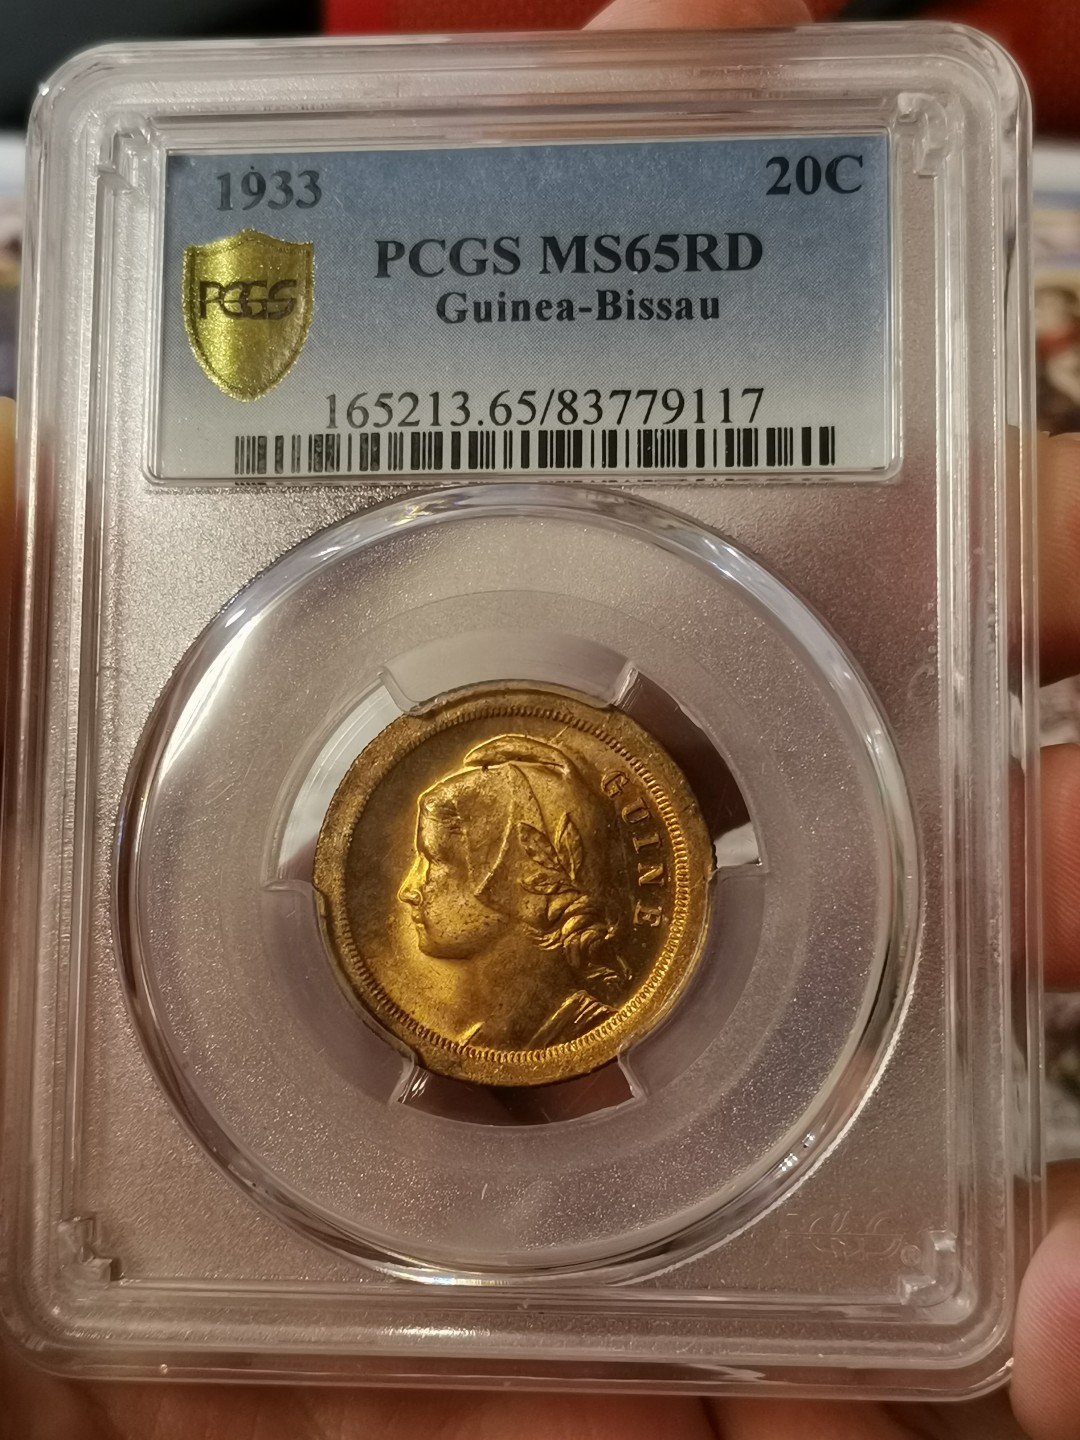 1933 20C
PCGS MS65RD
Guinea-Bissau
PCGS
165213.65/83779117
GUINÉ